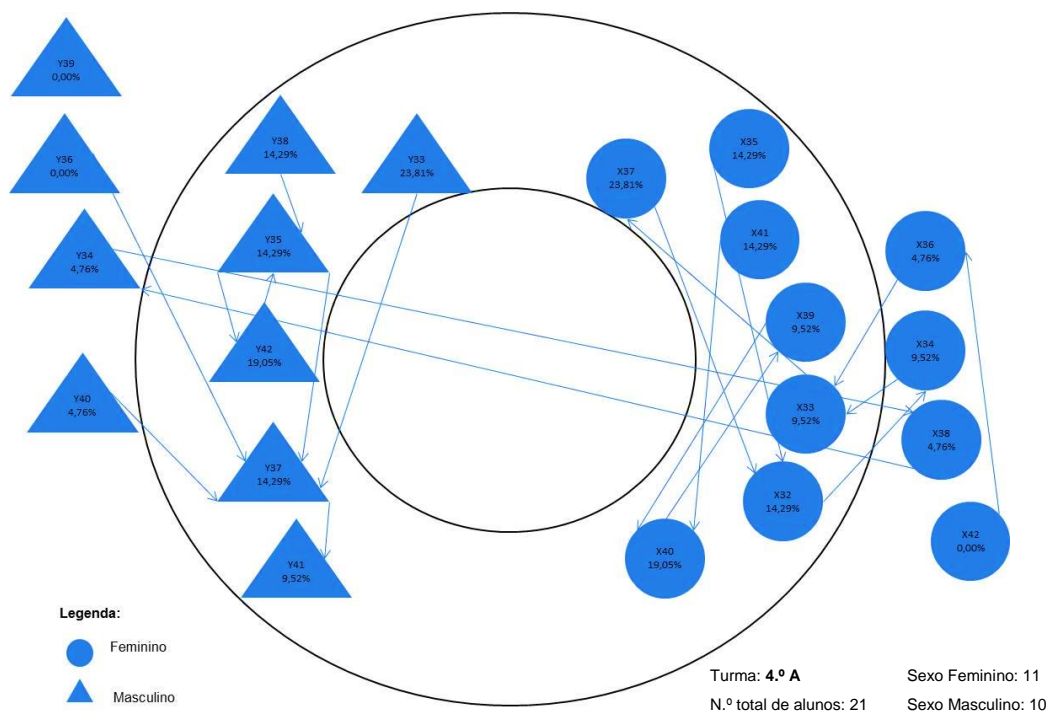 Y39
0,00%
Y36
0,00%
Y38
14,29%
Y33
23,81%
X37
23,81%
X35
14,29%
Y34
4,76%
Y35
14,29%
X41
14,29%
X36
4,76%
Y42
19,05%
X39
9,52%
X34
9,52%
Y40
4,76%
X33
9,52%
X38
4,76%
Y37
14,29%
X32
14,29%
Y41
9,52%
X40
19,05%
X42
0,00%
Legenda:
Feminino
Masculino
Turma: 4.º A
Sexo Feminino: 11
N.º total de alunos: 21
Sexo Masculino: 10